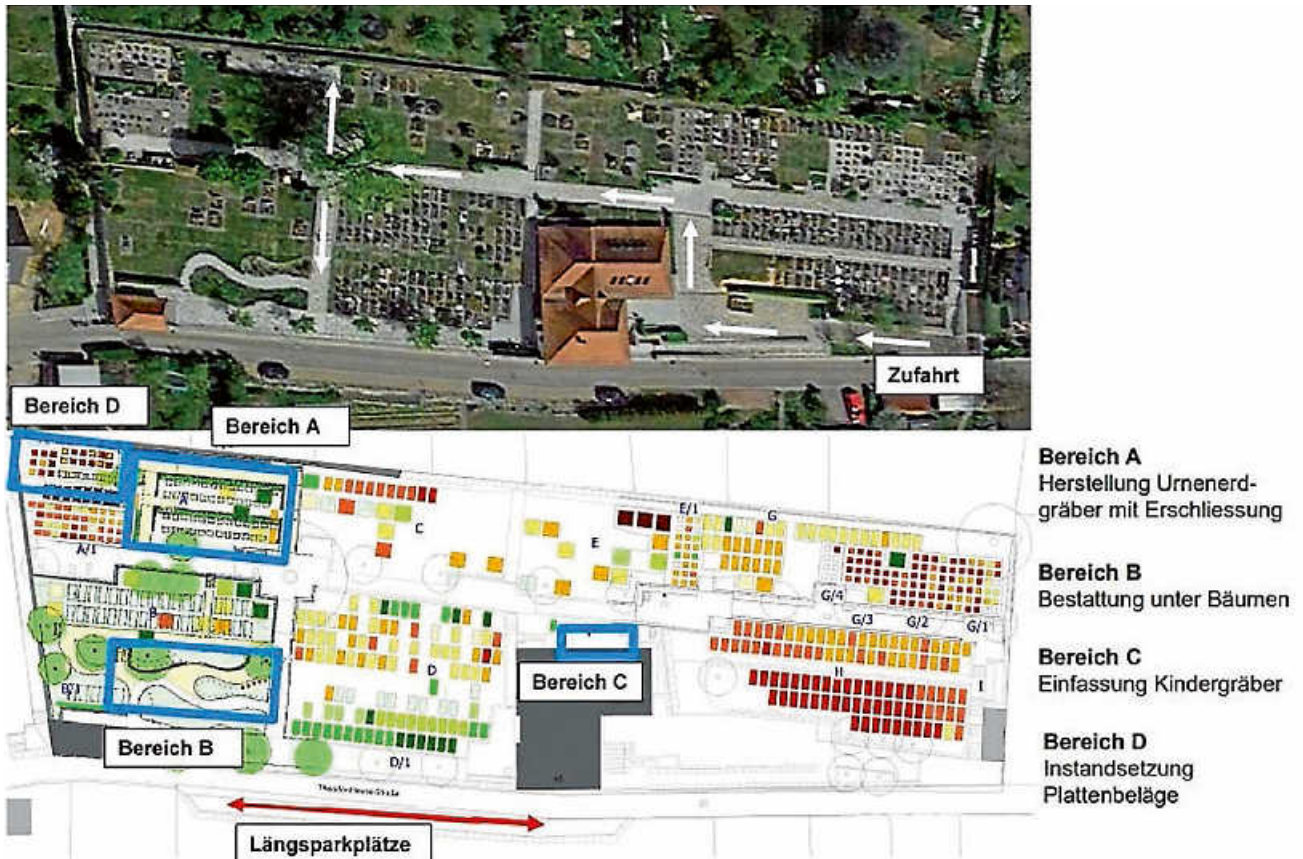 Zufahrt
Bereich D
Bereich A
Bereich A
Herstellung Urnenerd-
gräber mit Erschliessung
Bereich B
Bestattung unter Bäumen
Bereich C
Einfassung Kindergräber
Bereich D
Instandsetzung
Plattenbeläge
A
A/1
B
B/1
C
D
D/1
E
E/1
G
G/4
G/3
G/2
G/1
H
I
Bereich C
Bereich B
Längsparkplätze